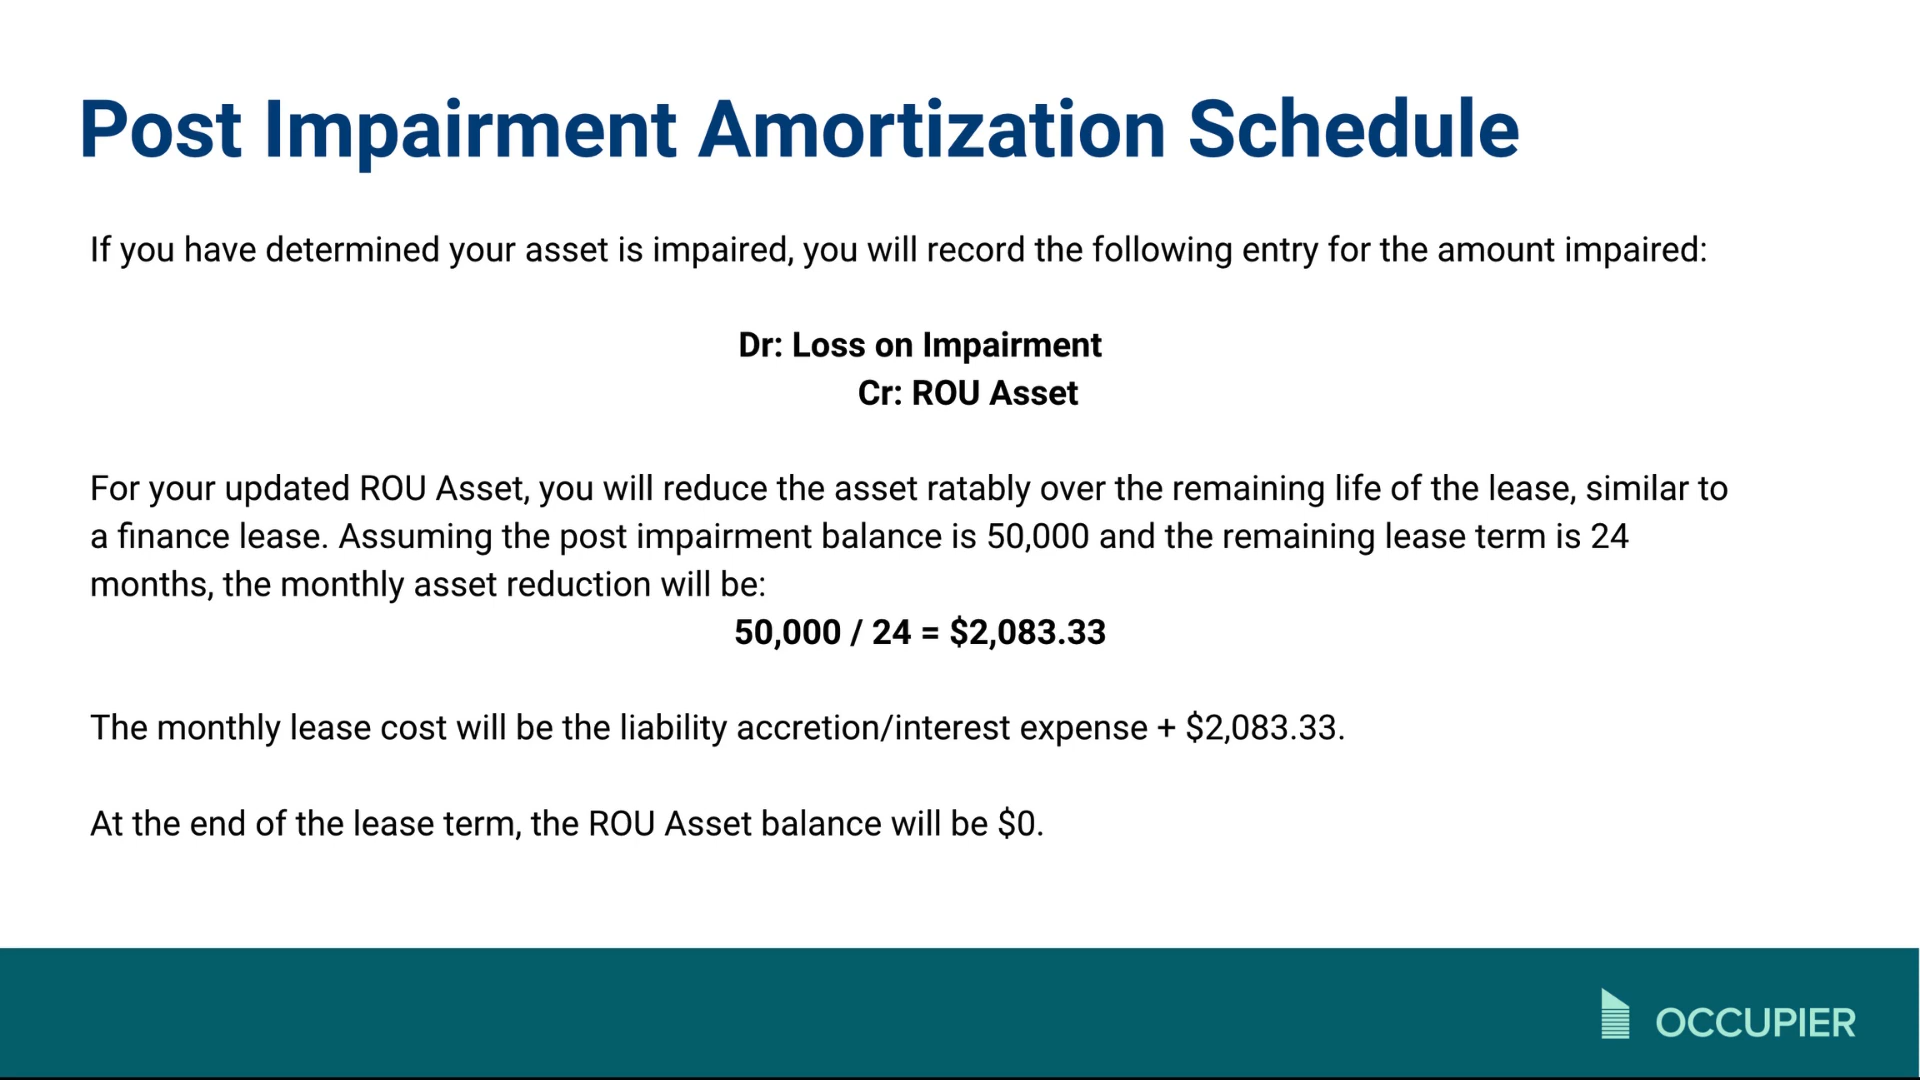 Post Impairment Amortization Schedule
If you have determined your asset is impaired, you will record the following entry for the amount impaired:
Dr: Loss on Impairment
Cr: ROU Asset
For your updated ROU Asset, you will reduce the asset ratably over the remaining life of the lease, similar to
a finance lease. Assuming the post impairment balance is 50,000 and the remaining lease term is 24
months, the monthly asset reduction will be:
50,000 / 24 = $2,083.33
The monthly lease cost will be the liability accretion/interest expense + $2,083.33.
At the end of the lease term, the ROU Asset balance will be $0.
OCCUPIER